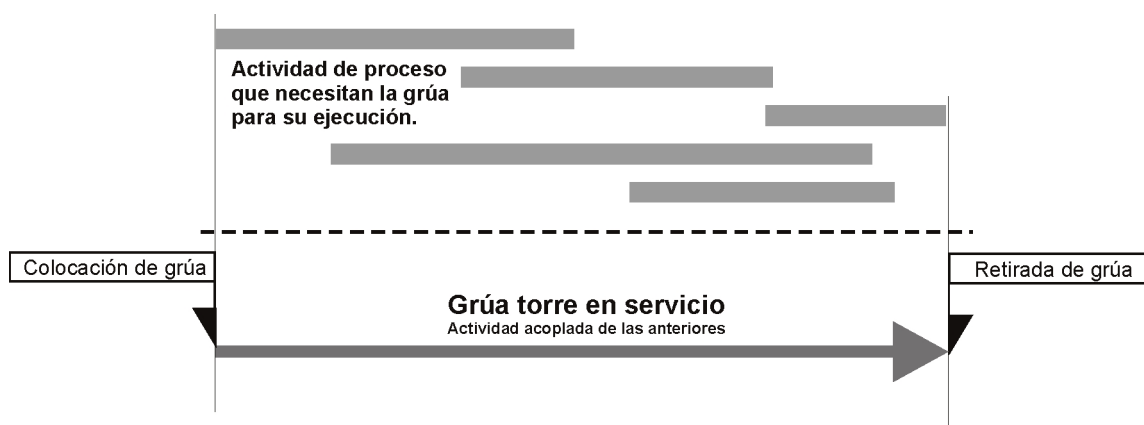 Actividad de proceso
que necesitan la grúa
para su ejecución.
Colocación de grúa
Retirada de grúa
Grúa torre en servicio
Actividad acoplada de las anteriores